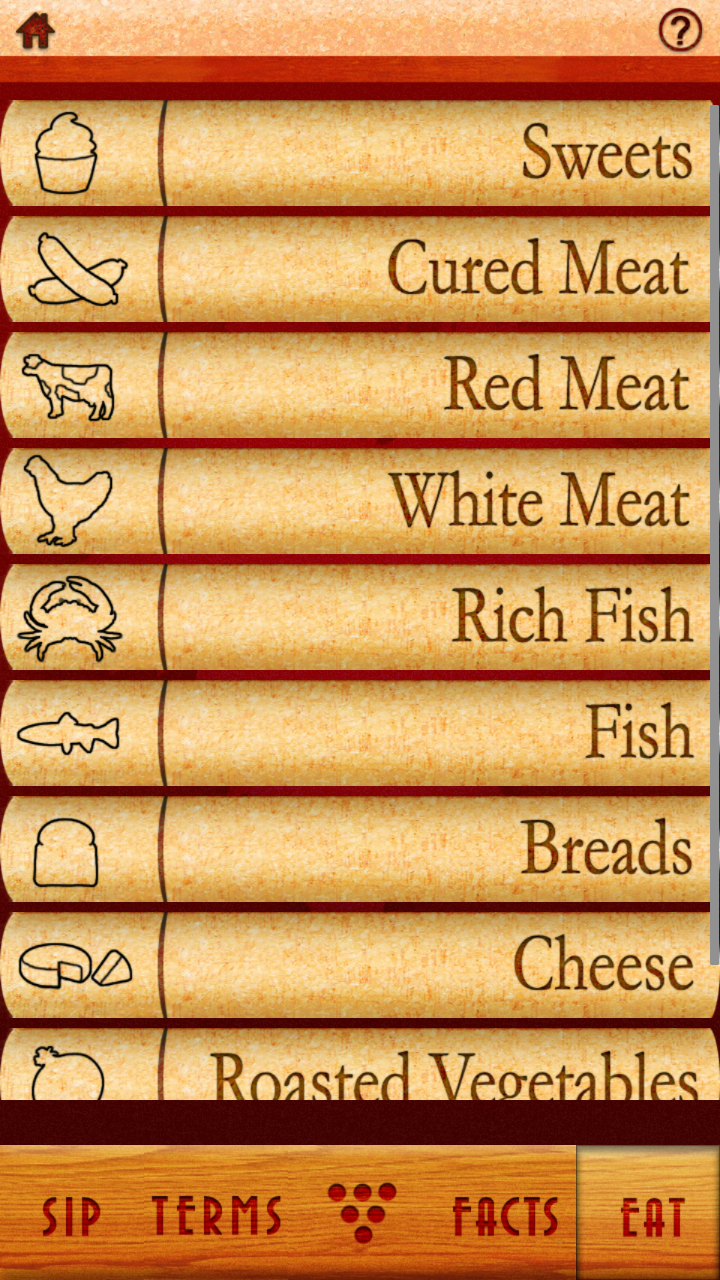 ?
Sweets
Cured Meat
Red Meat
White Meat
Rich Fish
Fish
Breads
Cheese
Roasted Vegetables
SIP TERMS FACTS EAT